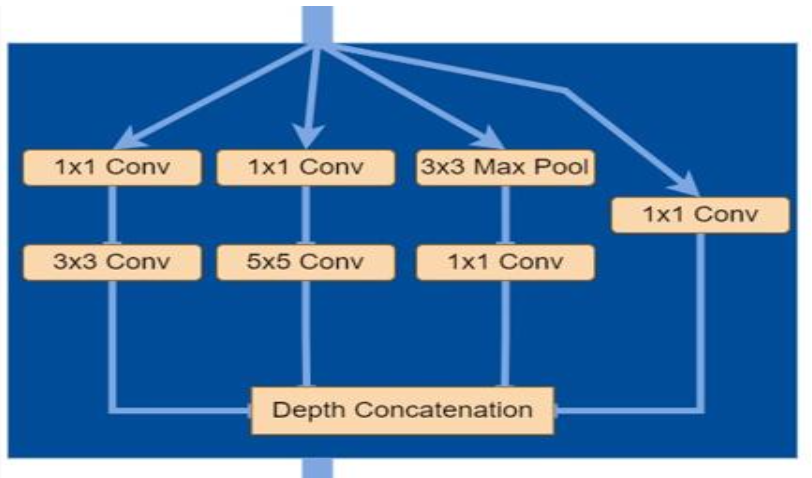 1x1 Conv
1x1 Conv
3x3 Max Pool
1x1 Conv
3x3 Conv
5x5 Conv
1x1 Conv
Depth Concatenation